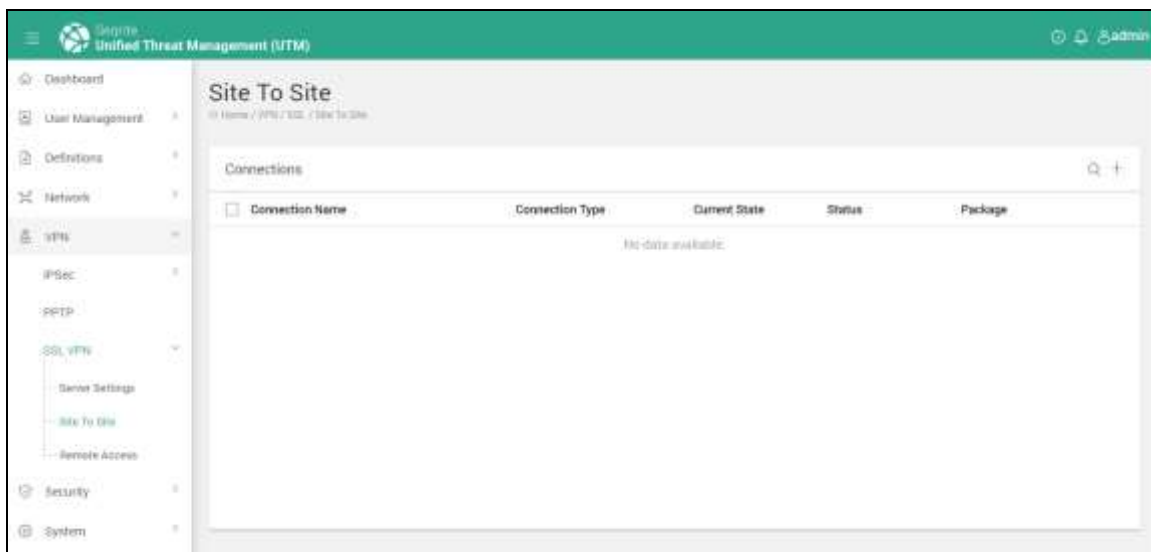 Seqrite
Unified Threat Management (UTM)
admin
Dashboard
User Management
Definitions
Network
VPN
IPSec
PPTP
SSL VPN
Server Settings
Site To Site
Remote Access
Security
System
Site To Site
Home / VPN / SSL / Site To Site
Connections
Connection Name Connection Type Current State Status Package
No data available